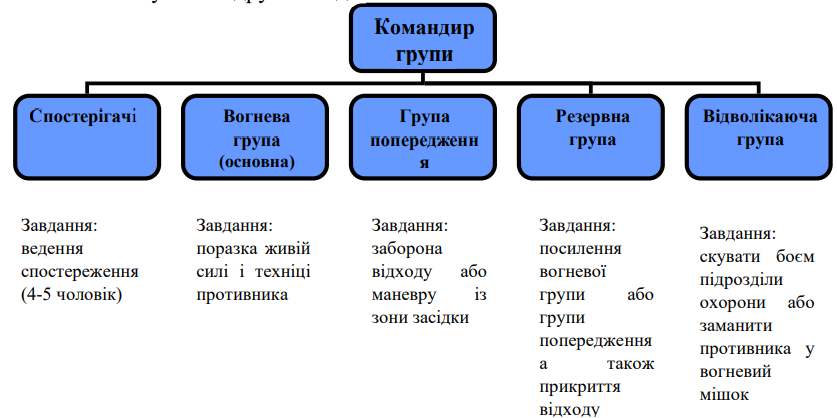 Командир
групи
Спостерігачі
Вогнева
група
(основна)
Група
попередженн
я
Резервна
група
Відволікаюча
група
Завдання:
ведення
спостереження
(4-5 чоловік)
Завдання:
поразка живій
силі і техніці
противника
Завдання:
заборона
відходу або
маневру із
зони засідки
Завдання:
посилення
вогневої
групи або
групи
попередження
а також
прикриття
відходу
Завдання:
скувати боєм
підрозділи
охорони або
заманити
противника у
вогневий
мішок